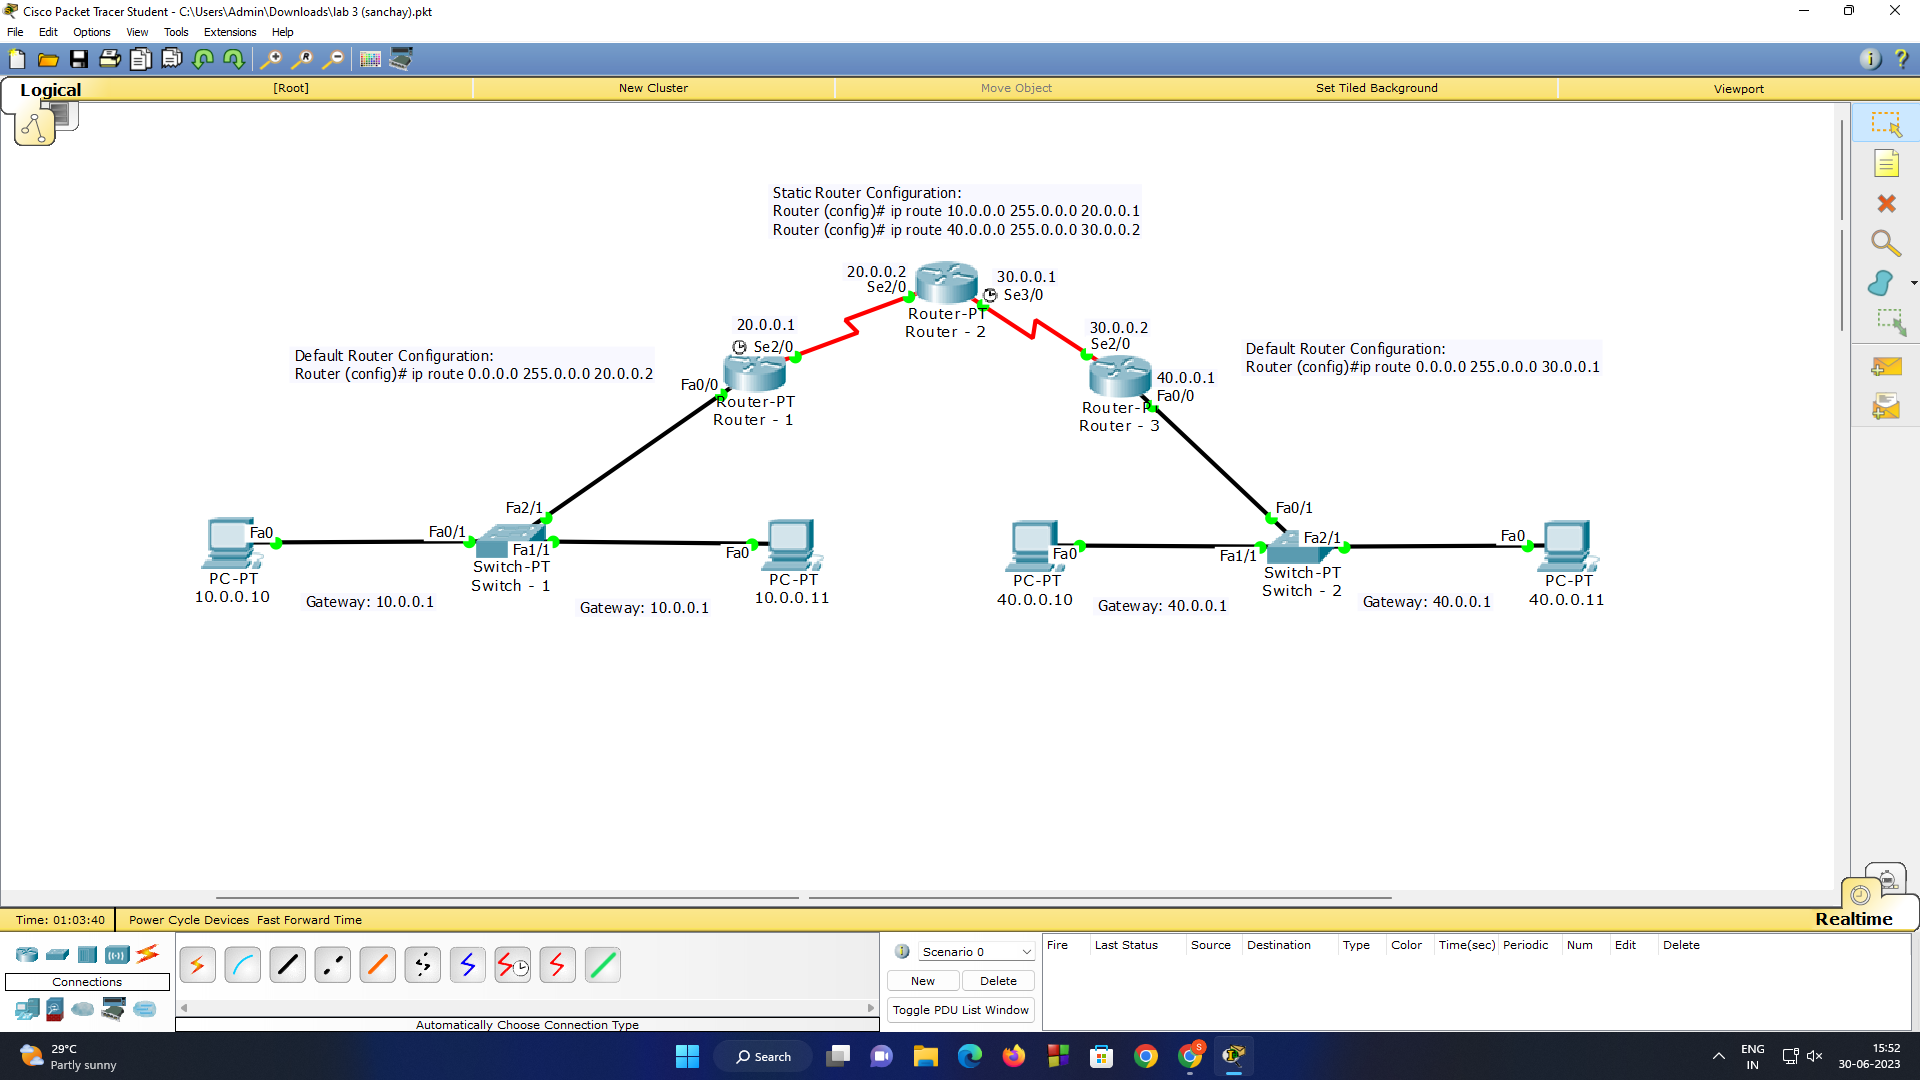 Cisco Packet Tracer Student - C:\Users\Admin\Downloads\lab 3 (sanchay).pkt
File Edit Options View Tools Extensions Help
Logical [Root] New Cluster Move Object Set Tiled Background Viewport
Static Router Configuration:
Router (config)# ip route 10.0.0.0 255.0.0.0 20.0.0.1
Router (config)# ip route 40.0.0.0 255.0.0.0 30.0.0.2
20.0.0.2
Se2/0
30.0.0.1
Se3/0
Router-PT
Router - 2
20.0.0.1
Se2/0
30.0.0.2
Se2/0
Default Router Configuration:
Router (config)# ip route 0.0.0.0 255.0.0.0 20.0.0.2
Default Router Configuration:
Router (config)#ip route 0.0.0.0 255.0.0.0 30.0.0.1
Fa0/0
Router-PT
Router - 1
40.0.0.1
Fa0/0
Router-P
Router - 3
Fa2/1
Fa0/1
Fa0
Fa0/1
Fa1/1
Fa0
Fa0
Fa1/1
Fa2/1
Fa0
PC-PT
10.0.0.10
Switch-PT
Switch - 1
PC-PT
10.0.0.11
PC-PT
40.0.0.10
Switch-PT
Switch - 2
PC-PT
40.0.0.11
Gateway: 10.0.0.1
Gateway: 10.0.0.1
Gateway: 40.0.0.1
Gateway: 40.0.0.1
Realtime
Time: 01:03:40 Power Cycle Devices Fast Forward Time
Connections
Automatically Choose Connection Type
Scenario 0
New Delete
Toggle PDU List Window
Fire Last Status Source Destination Type Color Time(sec) Periodic Num Edit Delete
29°C
Partly sunny
Search
S
ENG
IN
15:52
30-06-2023